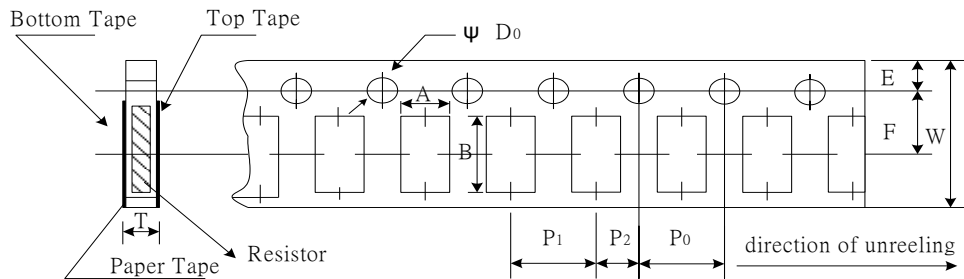 Bottom Tape
Top Tape
Ψ D0
E
A
F
W
B
T
P1
P2
P0
Resistor
direction of unreeling
Paper Tape